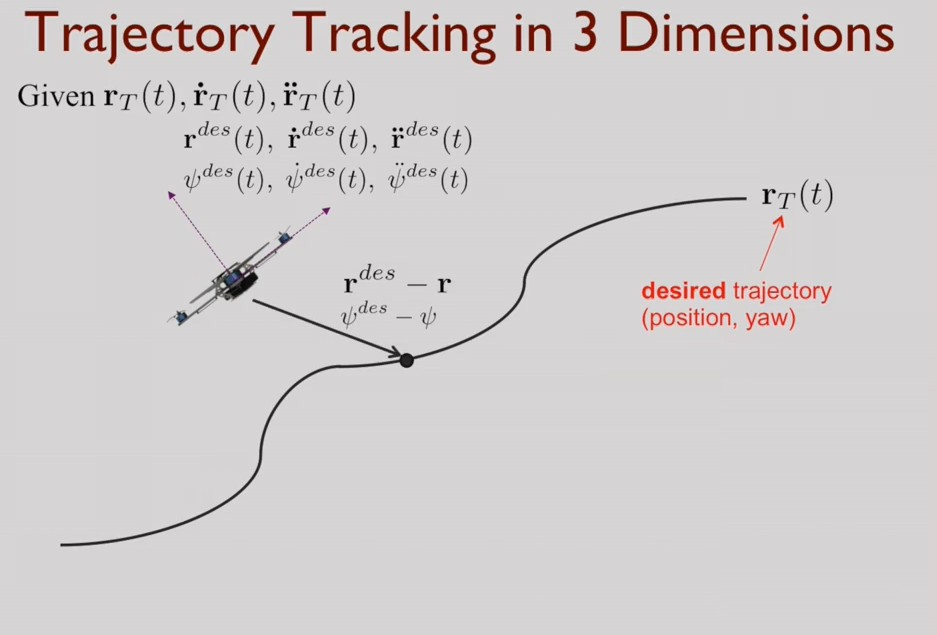 Trajectory Tracking in 3 Dimensions
Given 𝐫_T(t), 𝐫̇_T(t), 𝐫̈_T(t)
𝐫^{des}(t), 𝐫̇^{des}(t), 𝐫̈^{des}(t)
ψ^{des}(t), ψ̇^{des}(t), ψ̈^{des}(t)
𝐫_T(t)
𝐫^{des} − 𝐫
ψ^{des} − ψ
desired trajectory
(position, yaw)